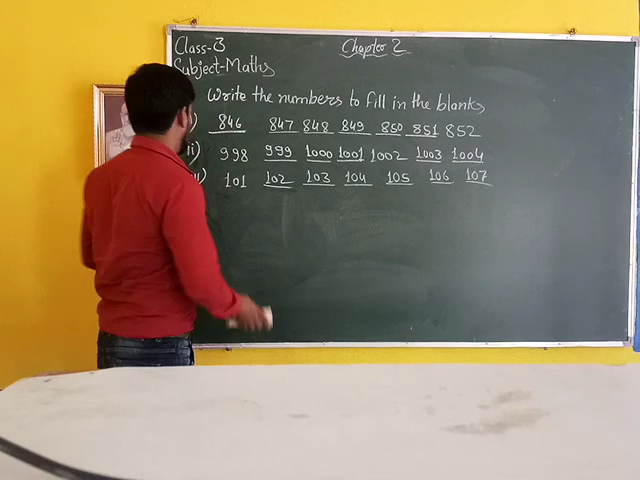 Class-3 Chapter 2
Subject-Maths
Write the numbers to fill in the blanks
) 846 847 848 849 850 851 852
ii) 998 999 1000 1001 1002 1003 1004
) 101 102 103 104 105 106 107